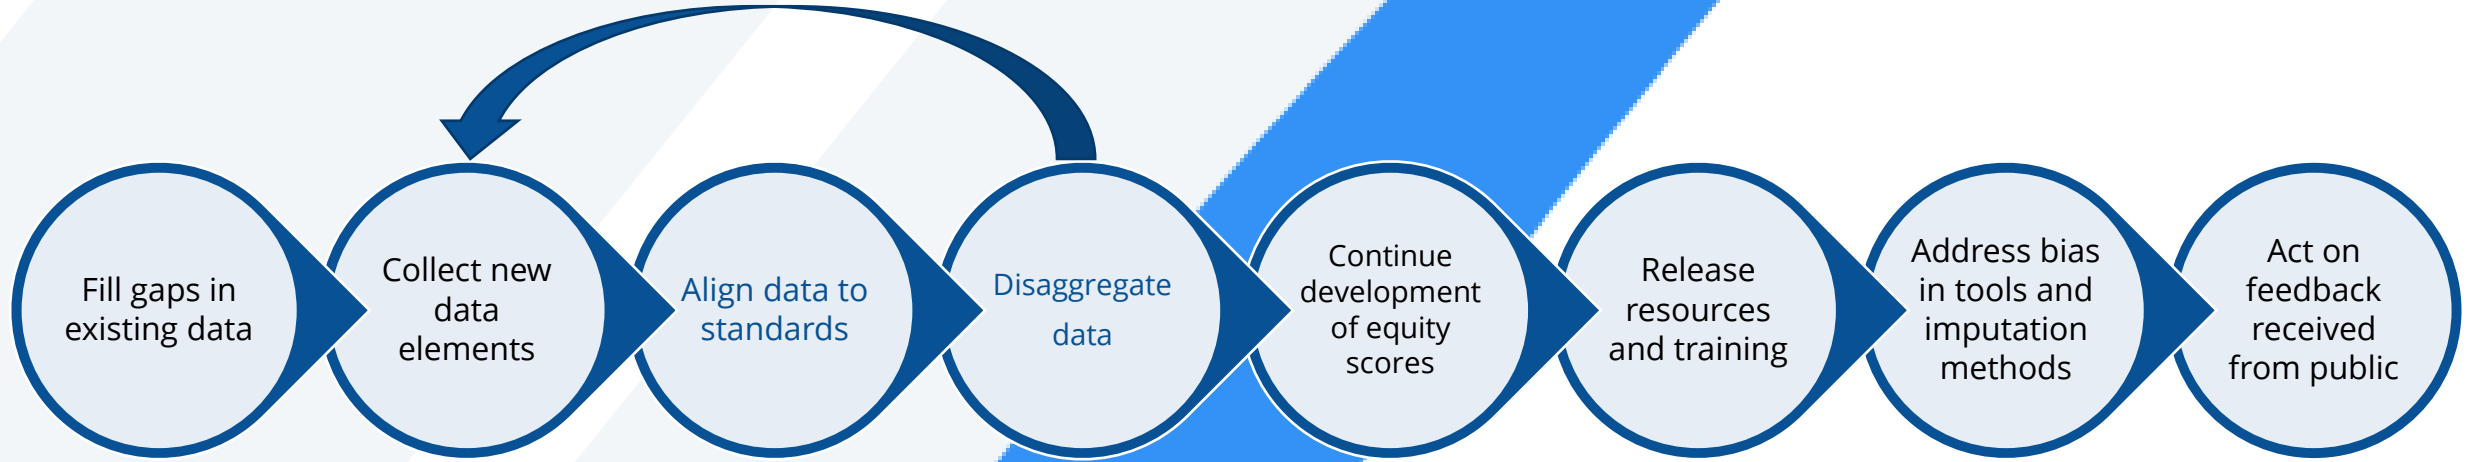 Fill gaps in
existing data
Collect new
data
elements
Align data to
standards
Disaggregate
data
Continue
development
of equity
scores
Release
resources
and training
Address bias
in tools and
imputation
methods
Act on
feedback
received
from public